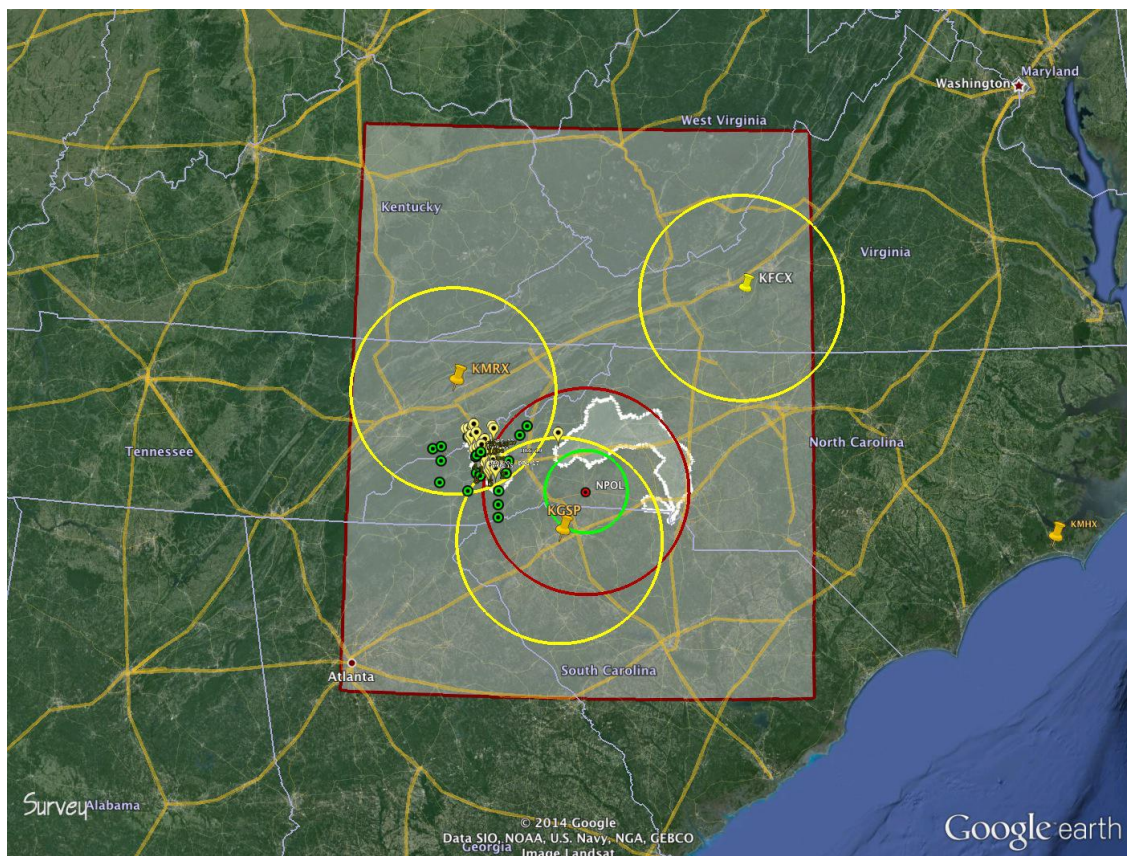 Washington
Maryland
West Virginia
Kentucky
Virginia
KFCX
KMRX
Tennessee
North Carolina
NPOL
KGSP
KMHX
South Carolina
Atlanta
Survey
Alabama
© 2014 Google
Data SIO, NOAA, U.S. Navy, NGA, GEBCO
Georgia
Image Landsat
Google earth